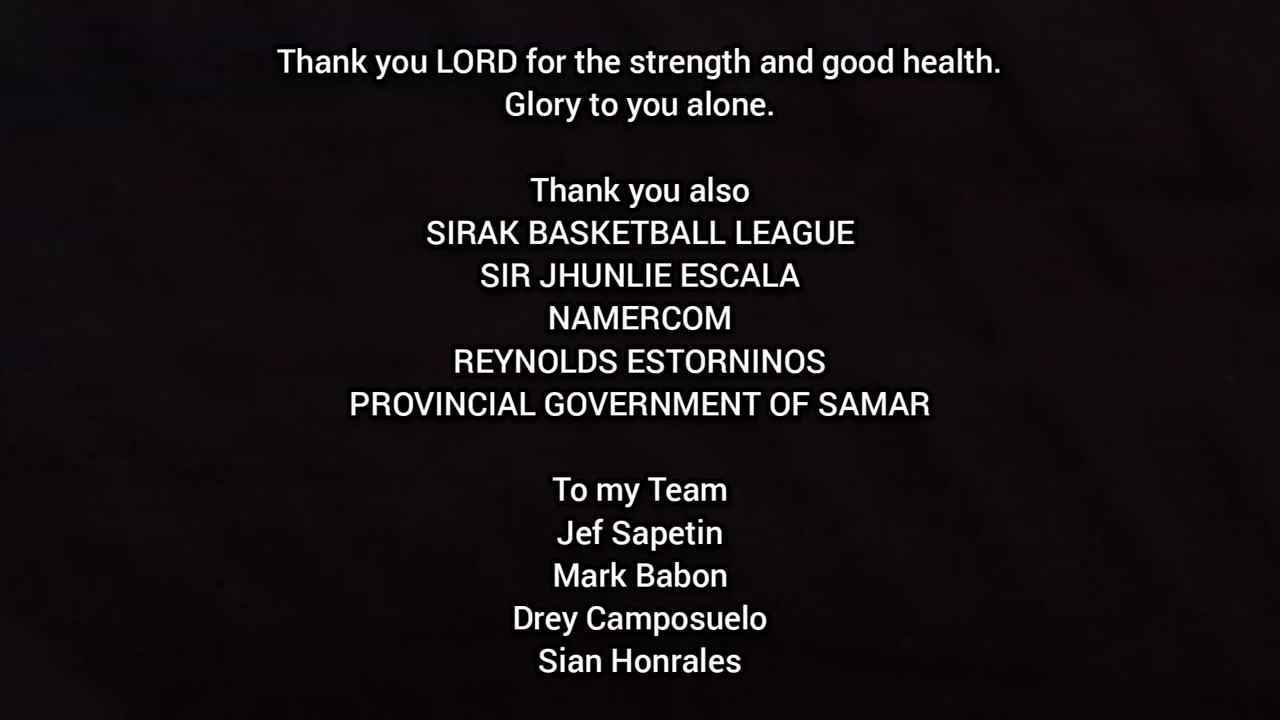 Thank you LORD for the strength and good health.
Glory to you alone.
Thank you also
SIRAK BASKETBALL LEAGUE
SIR JHUNLIE ESCALA
NAMERCOM
REYNOLDS ESTORNINOS
PROVINCIAL GOVERNMENT OF SAMAR
To my Team
Jef Sapetin
Mark Babon
Drey Camposuelo
Sian Honrales